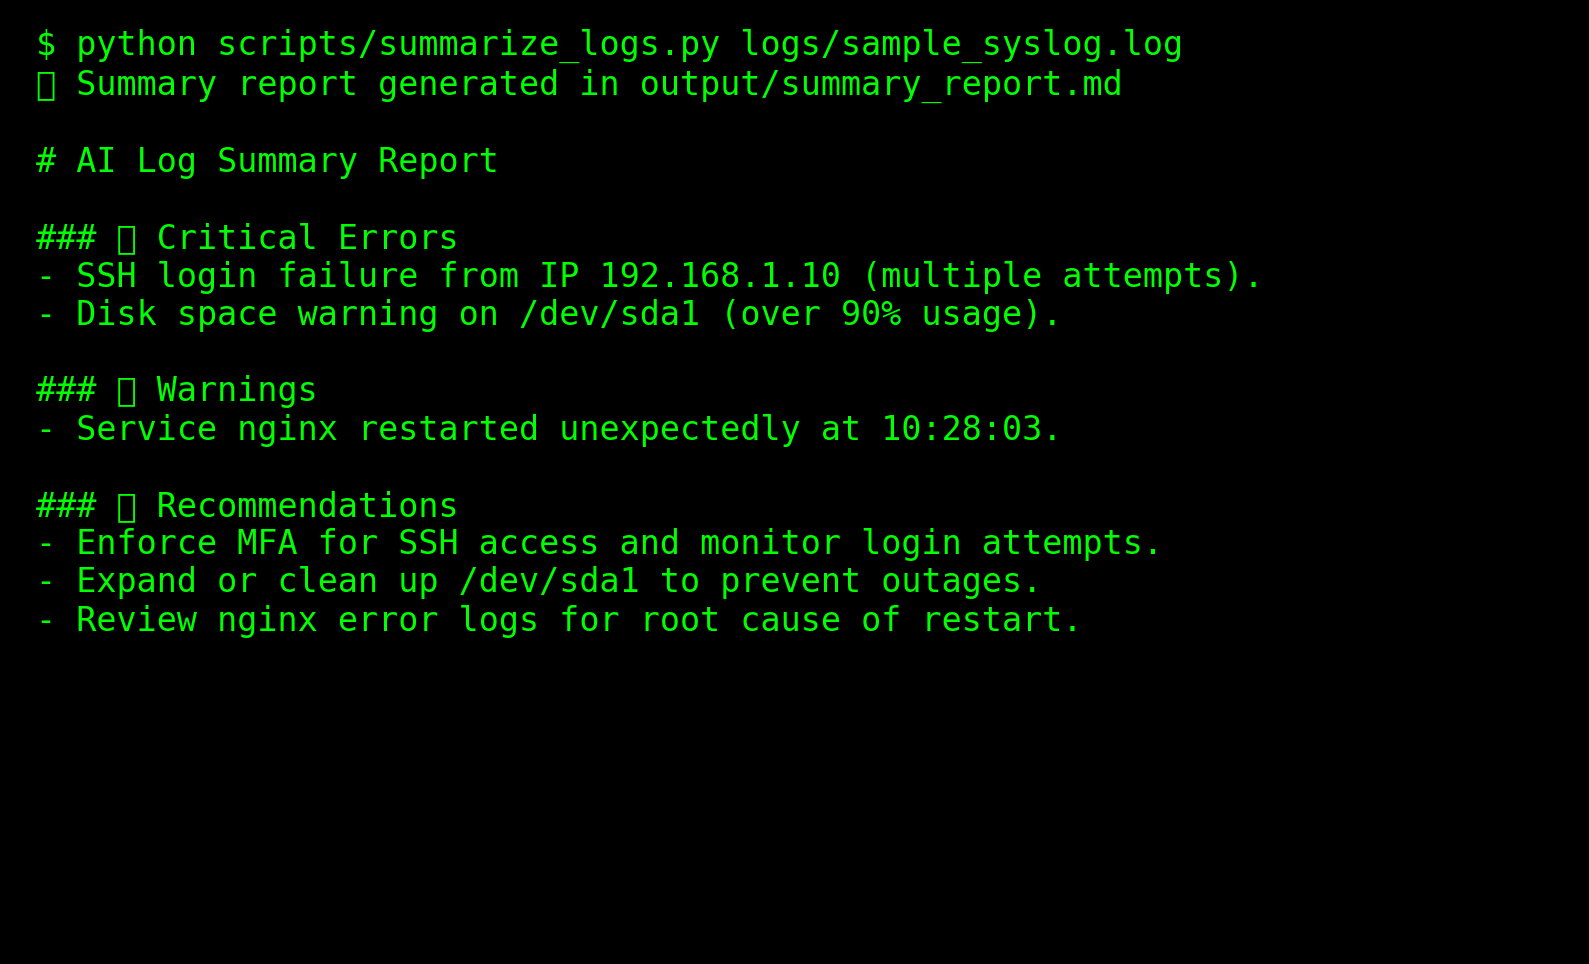 $ python scripts/summarize_logs.py logs/sample_syslog.log
▯ Summary report generated in output/summary_report.md

# AI Log Summary Report

### ▯ Critical Errors
- SSH login failure from IP 192.168.1.10 (multiple attempts).
- Disk space warning on /dev/sda1 (over 90% usage).

### ▯ Warnings
- Service nginx restarted unexpectedly at 10:28:03.

### ▯ Recommendations
- Enforce MFA for SSH access and monitor login attempts.
- Expand or clean up /dev/sda1 to prevent outages.
- Review nginx error logs for root cause of restart.